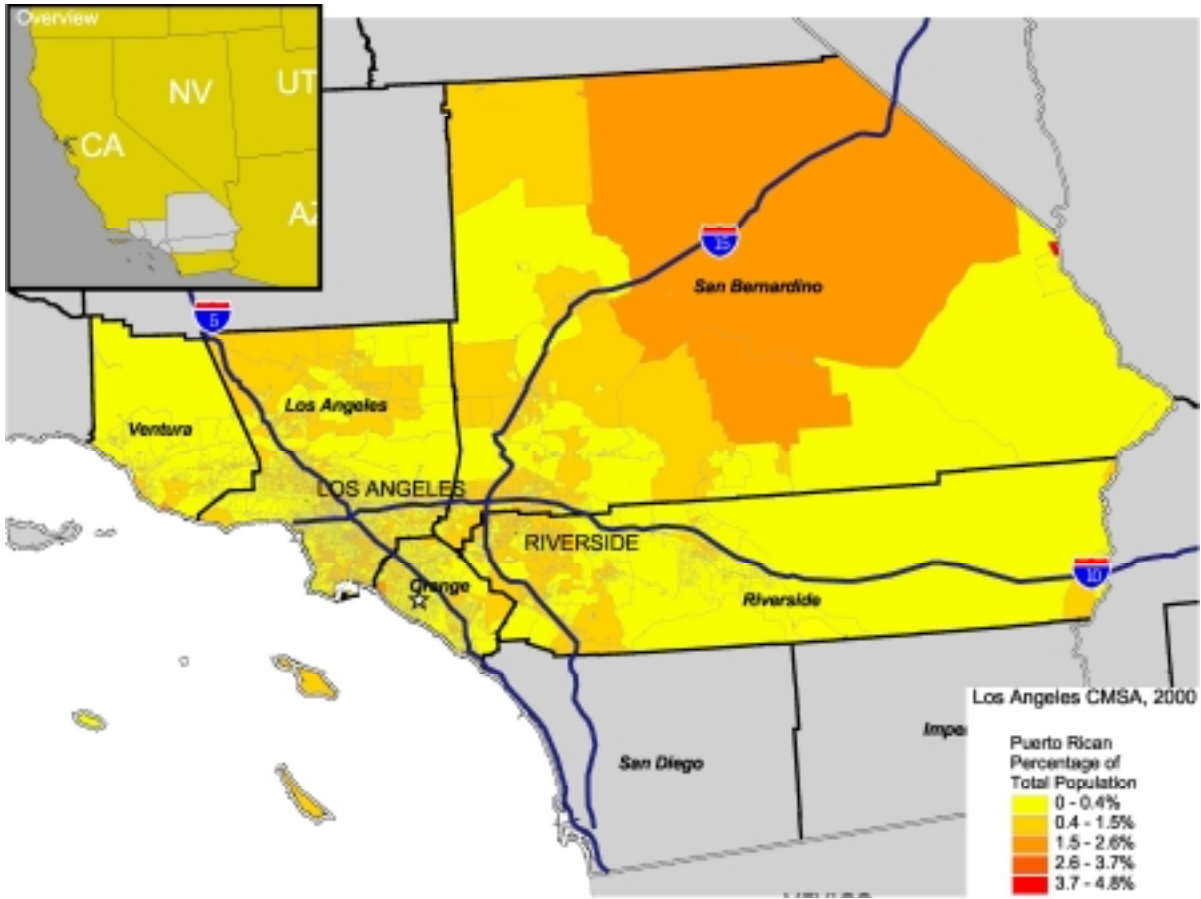 Overview
NV
UT
CA
AZ
15
San Bernardino
5
Los Angeles
Ventura
LOS ANGELES
RIVERSIDE
10
Orange
Riverside
Los Angeles CMSA, 2000
Impe
San Diego
Puerto Rican
Percentage of
Total Population
0 - 0.4%
0.4 - 1.5%
1.5 - 2.6%
2.6 - 3.7%
3.7 - 4.8%